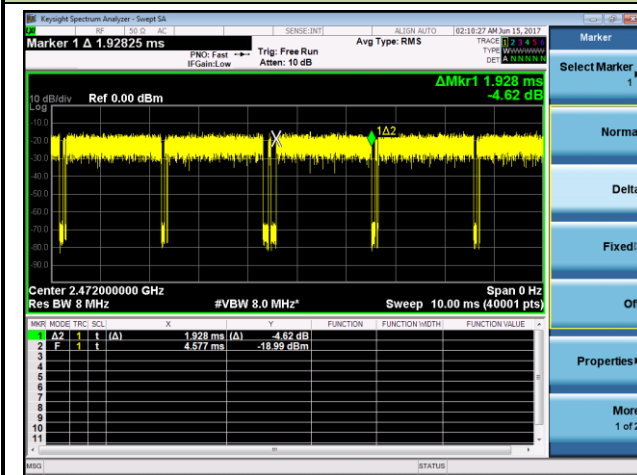 Keysight Spectrum Analyzer - Swept SA
RF 50 Ω AC SENSE:INT ALIGN AUTO 02:10:27 AM Jun 15, 2017
Marker 1 Δ 1.92825 ms
PNO: Fast Trig: Free Run Avg Type: RMS TRACE 1 2 3 4 5 6
IFGain:Low Atten: 10 dB TYPE WWWWWW
DET A N N N N N
ΔMkr1 1.928 ms
-4.62 dB
10 dB/div Ref 0.00 dBm
Log
-10.0
-20.0
-30.0
-40.0
-50.0
-60.0
-70.0
-80.0
-90.0
X 1Δ2
Center 2.472000000 GHz Span 0 Hz
Res BW 8 MHz #VBW 8.0 MHz* Sweep 10.00 ms (40001 pts)
MKR MODE TRC SCL X Y FUNCTION FUNCTION WIDTH FUNCTION VALUE
1 Δ2 1 t (Δ) 1.928 ms (Δ) -4.62 dB
2 F 1 t 4.577 ms -18.99 dBm
3
4
5
6
7
8
9
10
11
MSG STATUS
Marker
Select Marker
1
Norma
Delta
Fixed
Of
Properties
More
1 of 2